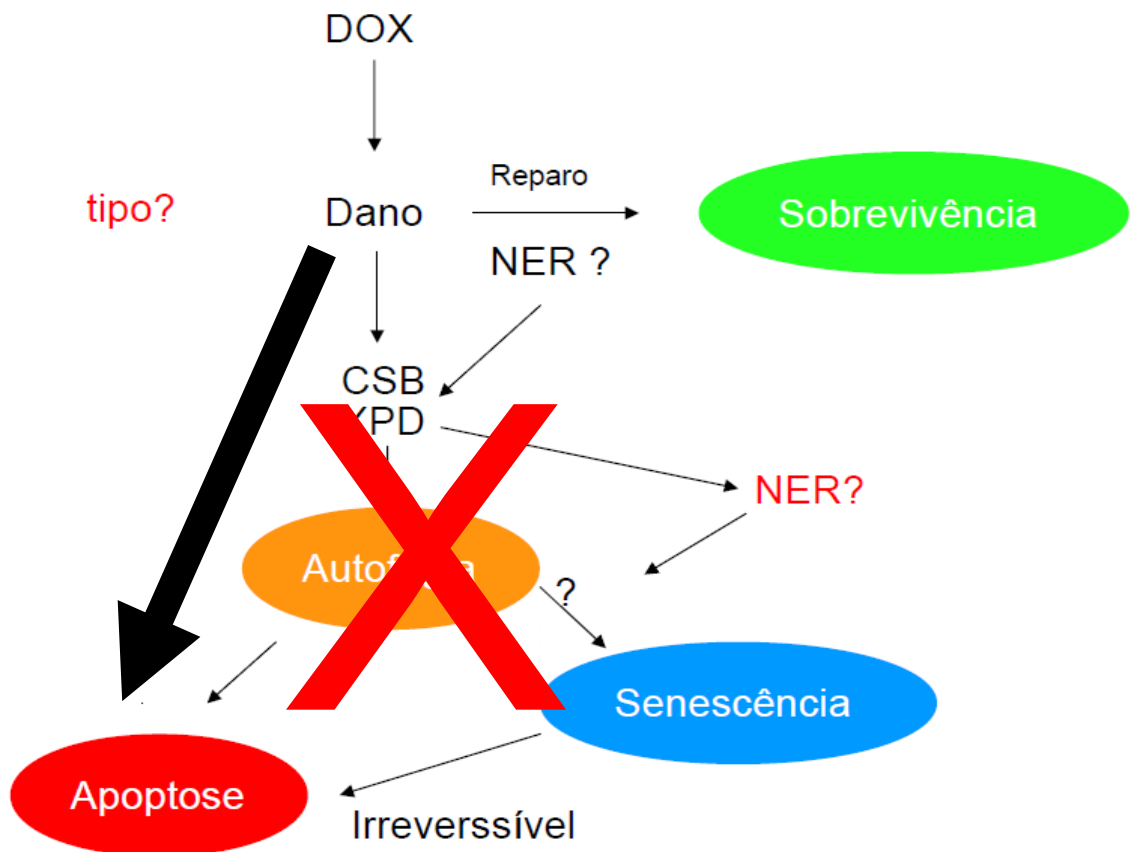 DOX
Reparo
tipo?
Dano
Sobrevivência
NER ?
CSB
NER?
?
Senescência
Apoptose
Irreverssível